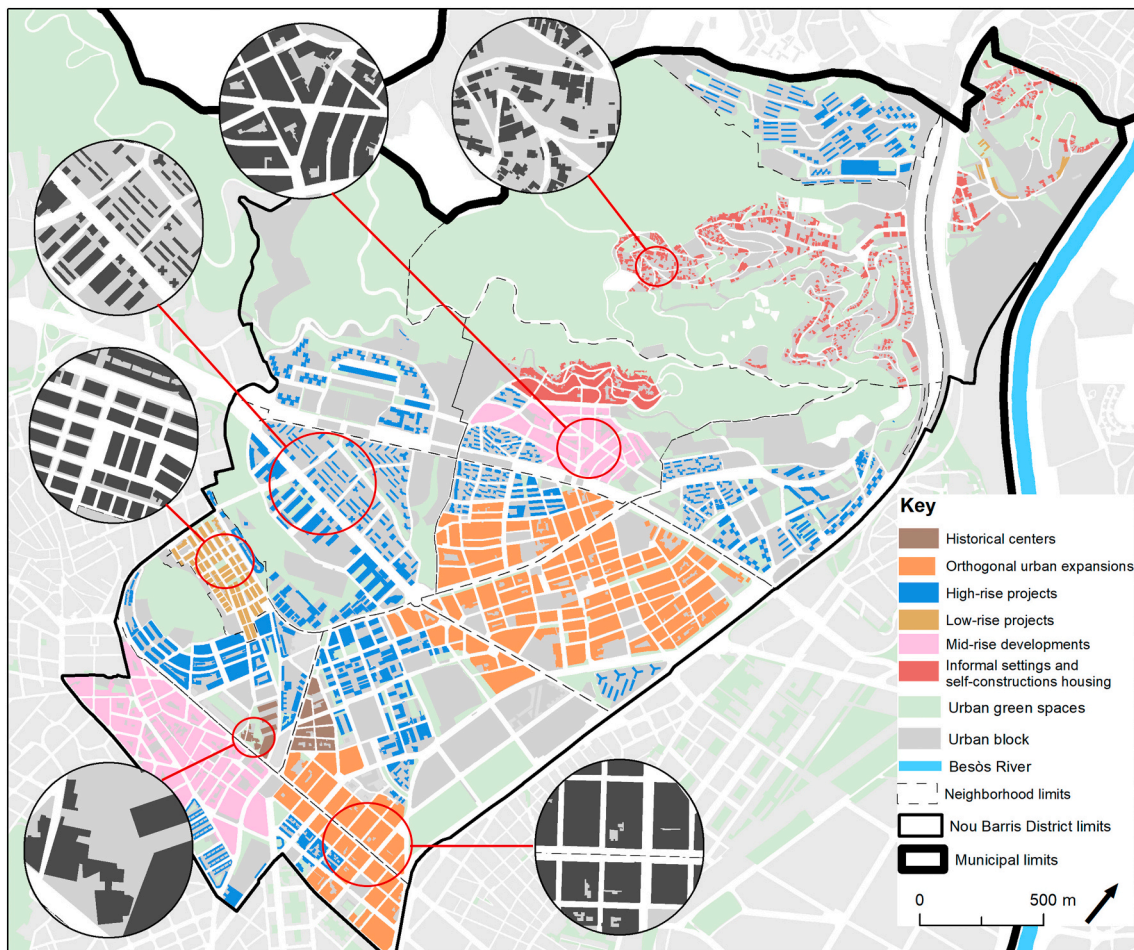 Key
Historical centers
Orthogonal urban expansions
High-rise projects
Low-rise projects
Mid-rise developments
Informal settings and
self-constructions housing
Urban green spaces
Urban block
Besòs River
Neighborhood limits
Nou Barris District limits
Municipal limits
0 500 m